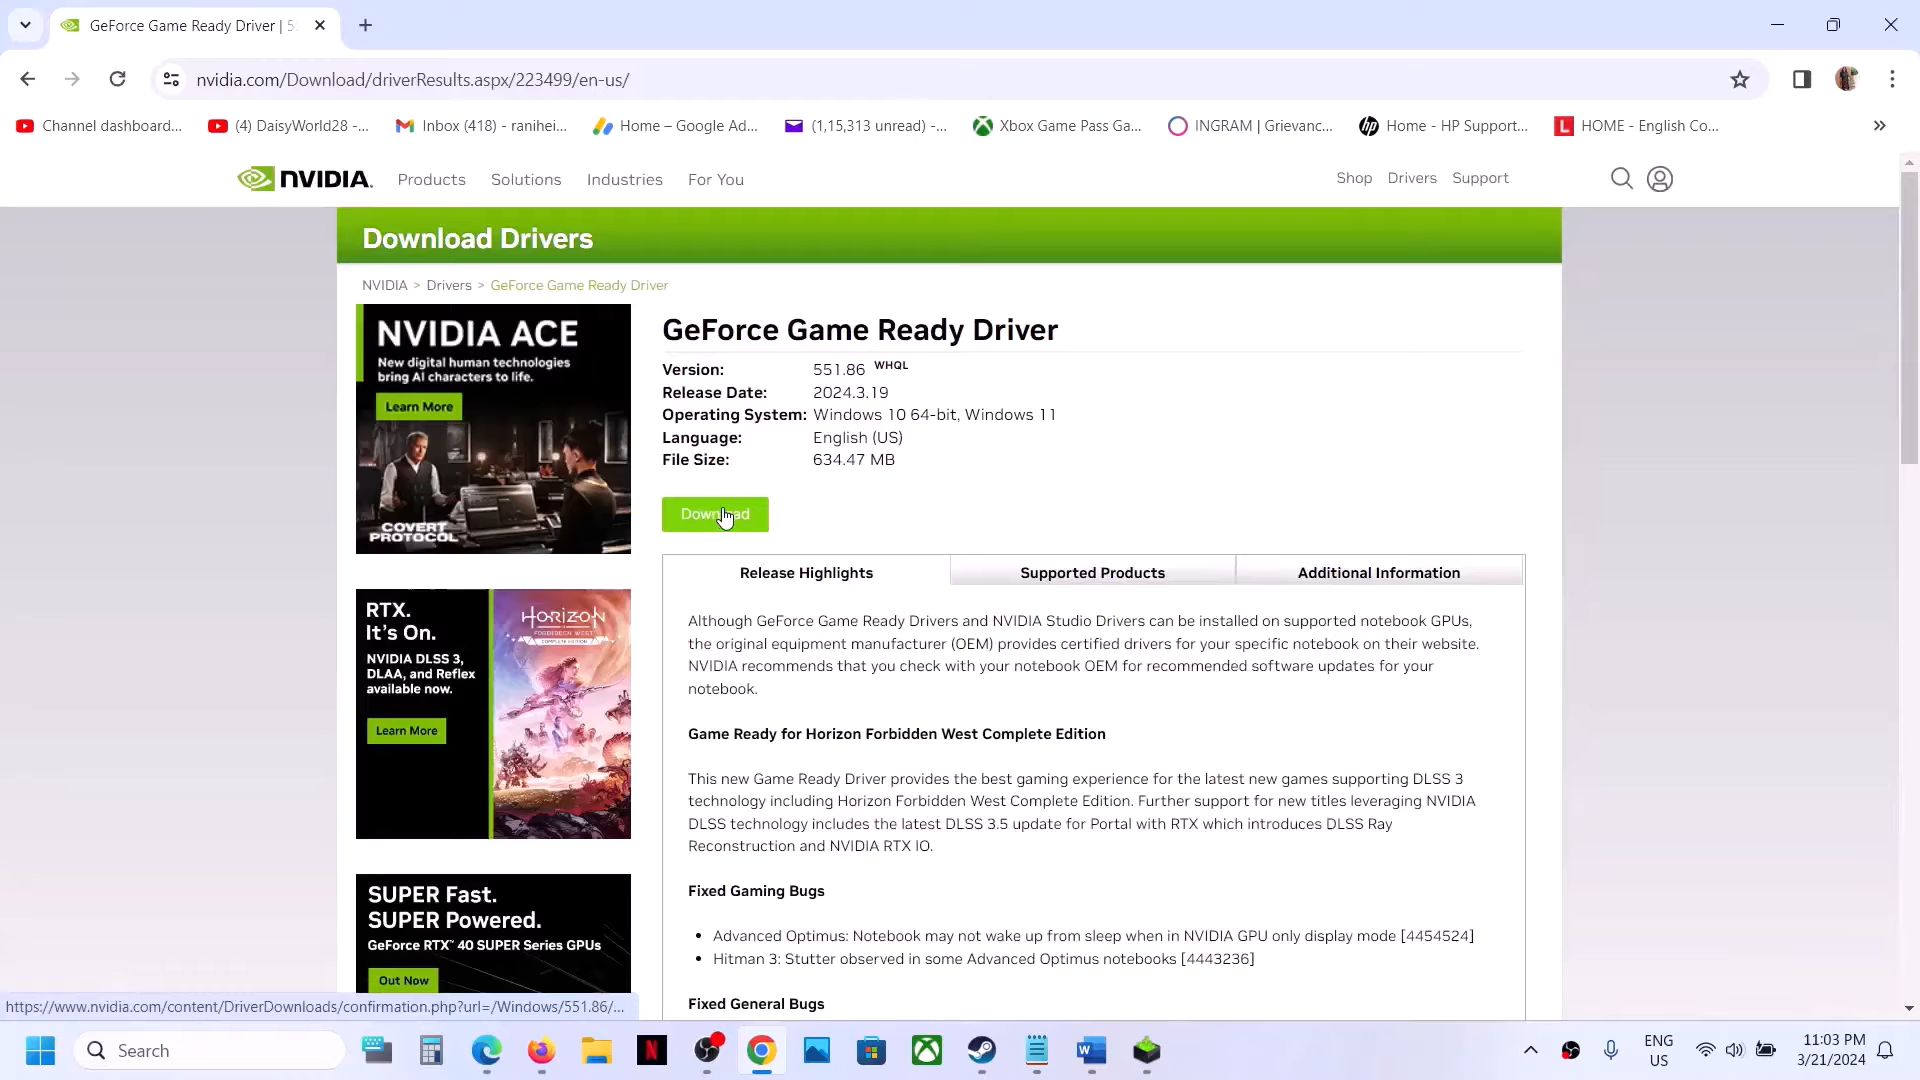 GeForce Game Ready Driver | 5
nvidia.com/Download/driverResults.aspx/223499/en-us/
Channel dashboard...
(4) DaisyWorld28 -...
Inbox (418) - ranihei...
Home – Google Ad...
(1,15,313 unread) -...
Xbox Game Pass Ga...
INGRAM | Grievanc...
Home - HP Support...
HOME - English Co...
»
NVIDIA.
Products
Solutions
Industries
For You
Shop
Drivers
Support
Download Drivers
NVIDIA > Drivers > GeForce Game Ready Driver
NVIDIA ACE
New digital human technologies
bring AI characters to life.
Learn More
COVERT
PROTOCOL
GeForce Game Ready Driver
Version: 551.86 WHQL
Release Date: 2024.3.19
Operating System: Windows 10 64-bit, Windows 11
Language: English (US)
File Size: 634.47 MB
Download
Release Highlights
Supported Products
Additional Information
Although GeForce Game Ready Drivers and NVIDIA Studio Drivers can be installed on supported notebook GPUs,
the original equipment manufacturer (OEM) provides certified drivers for your specific notebook on their website.
NVIDIA recommends that you check with your notebook OEM for recommended software updates for your
notebook.
Game Ready for Horizon Forbidden West Complete Edition
This new Game Ready Driver provides the best gaming experience for the latest new games supporting DLSS 3
technology including Horizon Forbidden West Complete Edition. Further support for new titles leveraging NVIDIA
DLSS technology includes the latest DLSS 3.5 update for Portal with RTX which introduces DLSS Ray
Reconstruction and NVIDIA RTX IO.
Fixed Gaming Bugs
• Advanced Optimus: Notebook may not wake up from sleep when in NVIDIA GPU only display mode [4454524]
• Hitman 3: Stutter observed in some Advanced Optimus notebooks [4443236]
Fixed General Bugs
RTX.
It's On.
NVIDIA DLSS 3,
DLAA, and Reflex
available now.
Learn More
HORIZON
FORBIDDEN WEST
COMPLETE EDITION
SUPER Fast.
SUPER Powered.
GeForce RTX™ 40 SUPER Series GPUs
Out Now
https://www.nvidia.com/content/DriverDownloads/confirmation.php?url=/Windows/551.86/...
Search
ENG
US
11:03 PM
3/21/2024